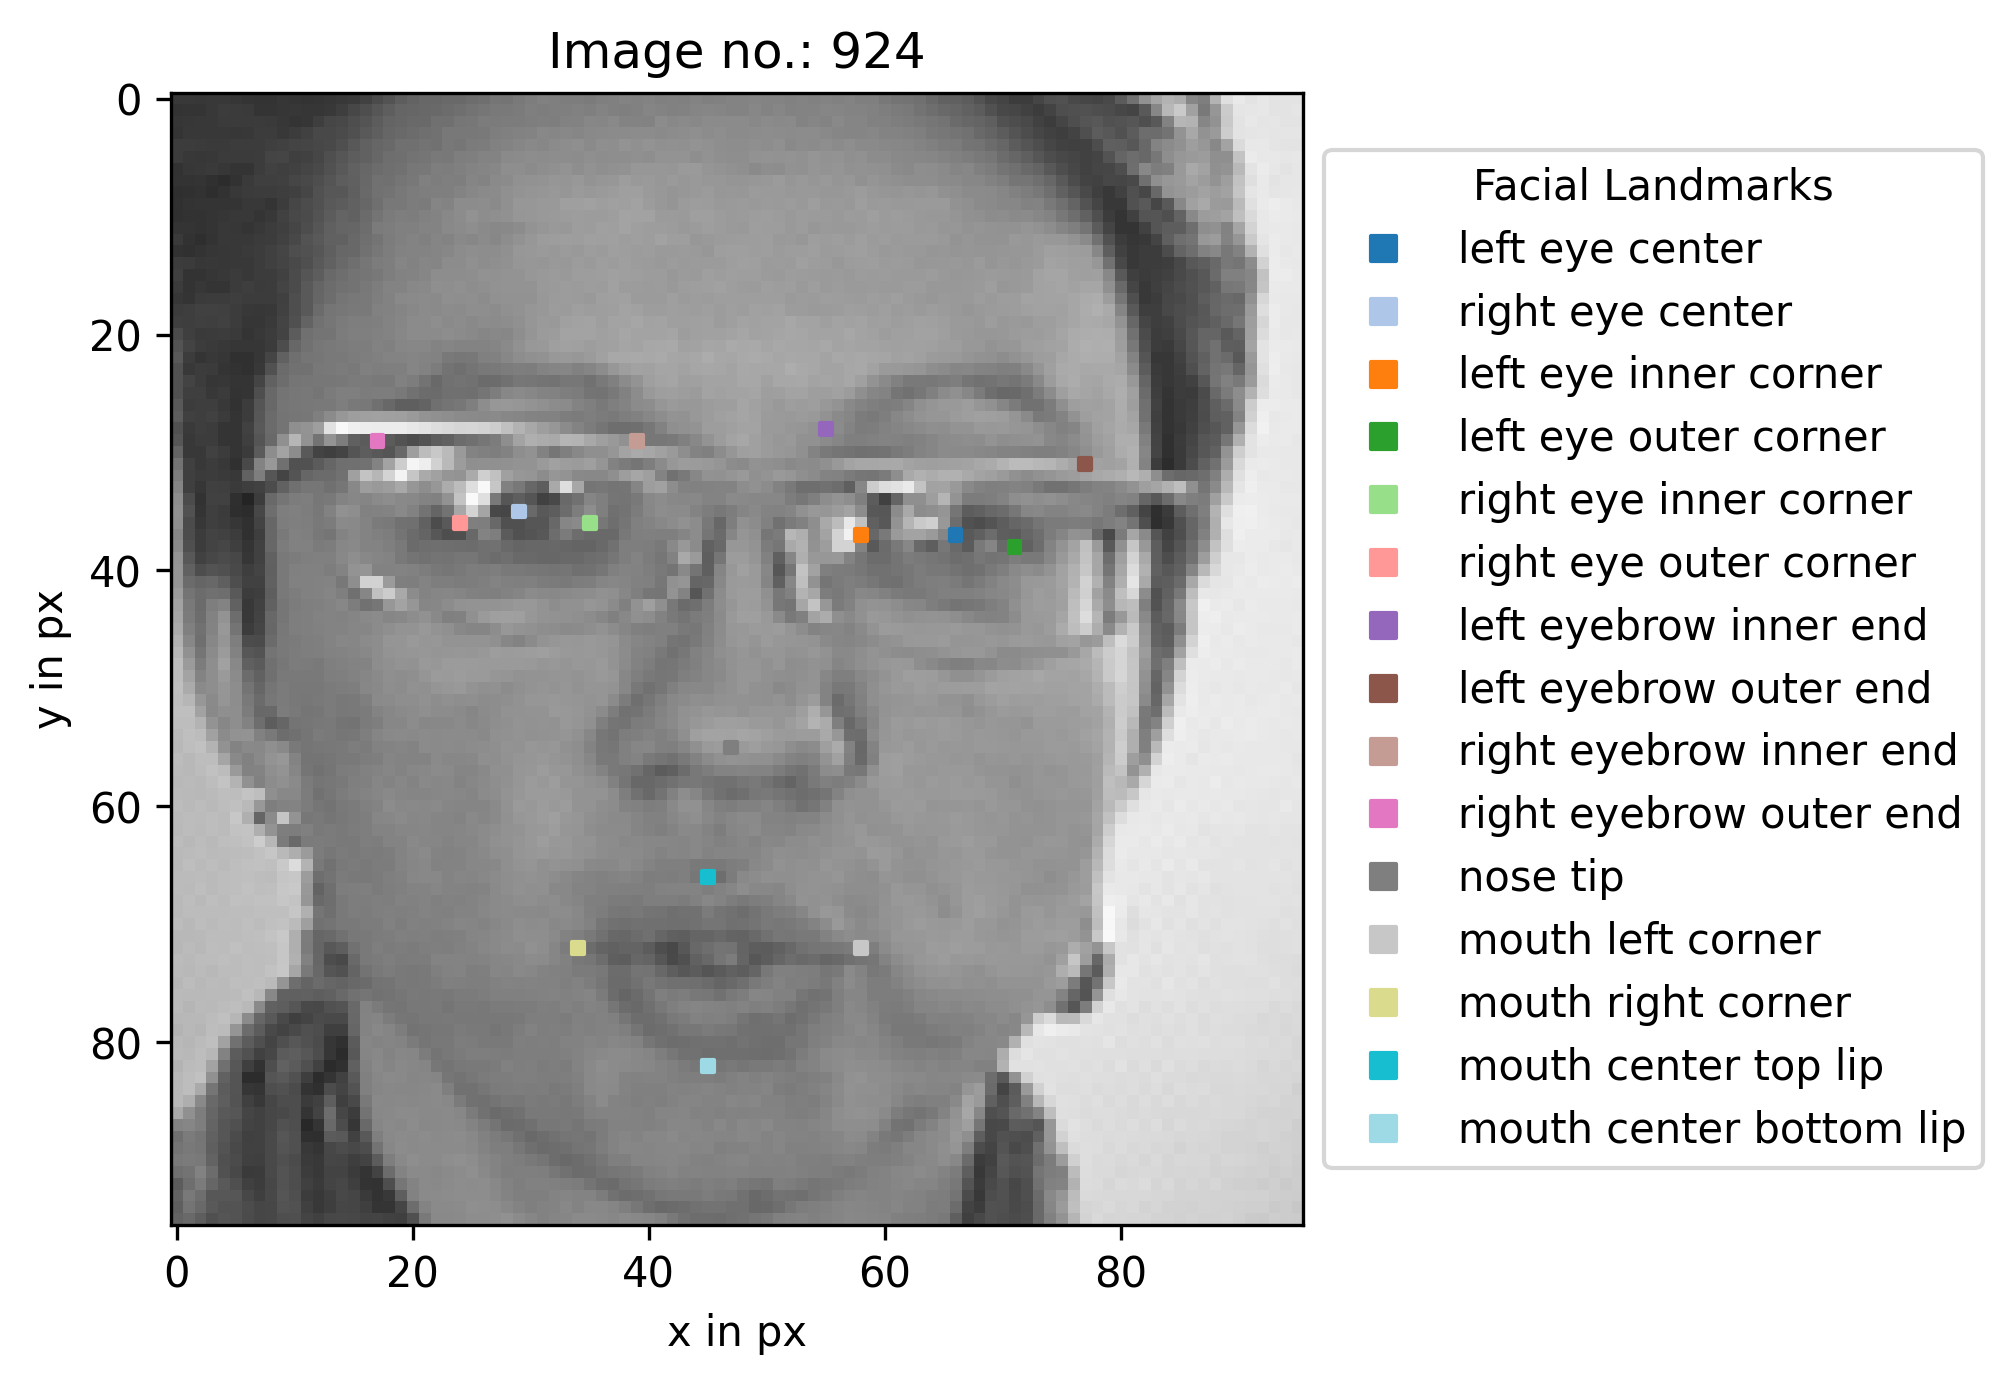 Image no.: 924
0
20
40
60
80
y in px
0 20 40 60 80
x in px
Facial Landmarks
left eye center
right eye center
left eye inner corner
left eye outer corner
right eye inner corner
right eye outer corner
left eyebrow inner end
left eyebrow outer end
right eyebrow inner end
right eyebrow outer end
nose tip
mouth left corner
mouth right corner
mouth center top lip
mouth center bottom lip